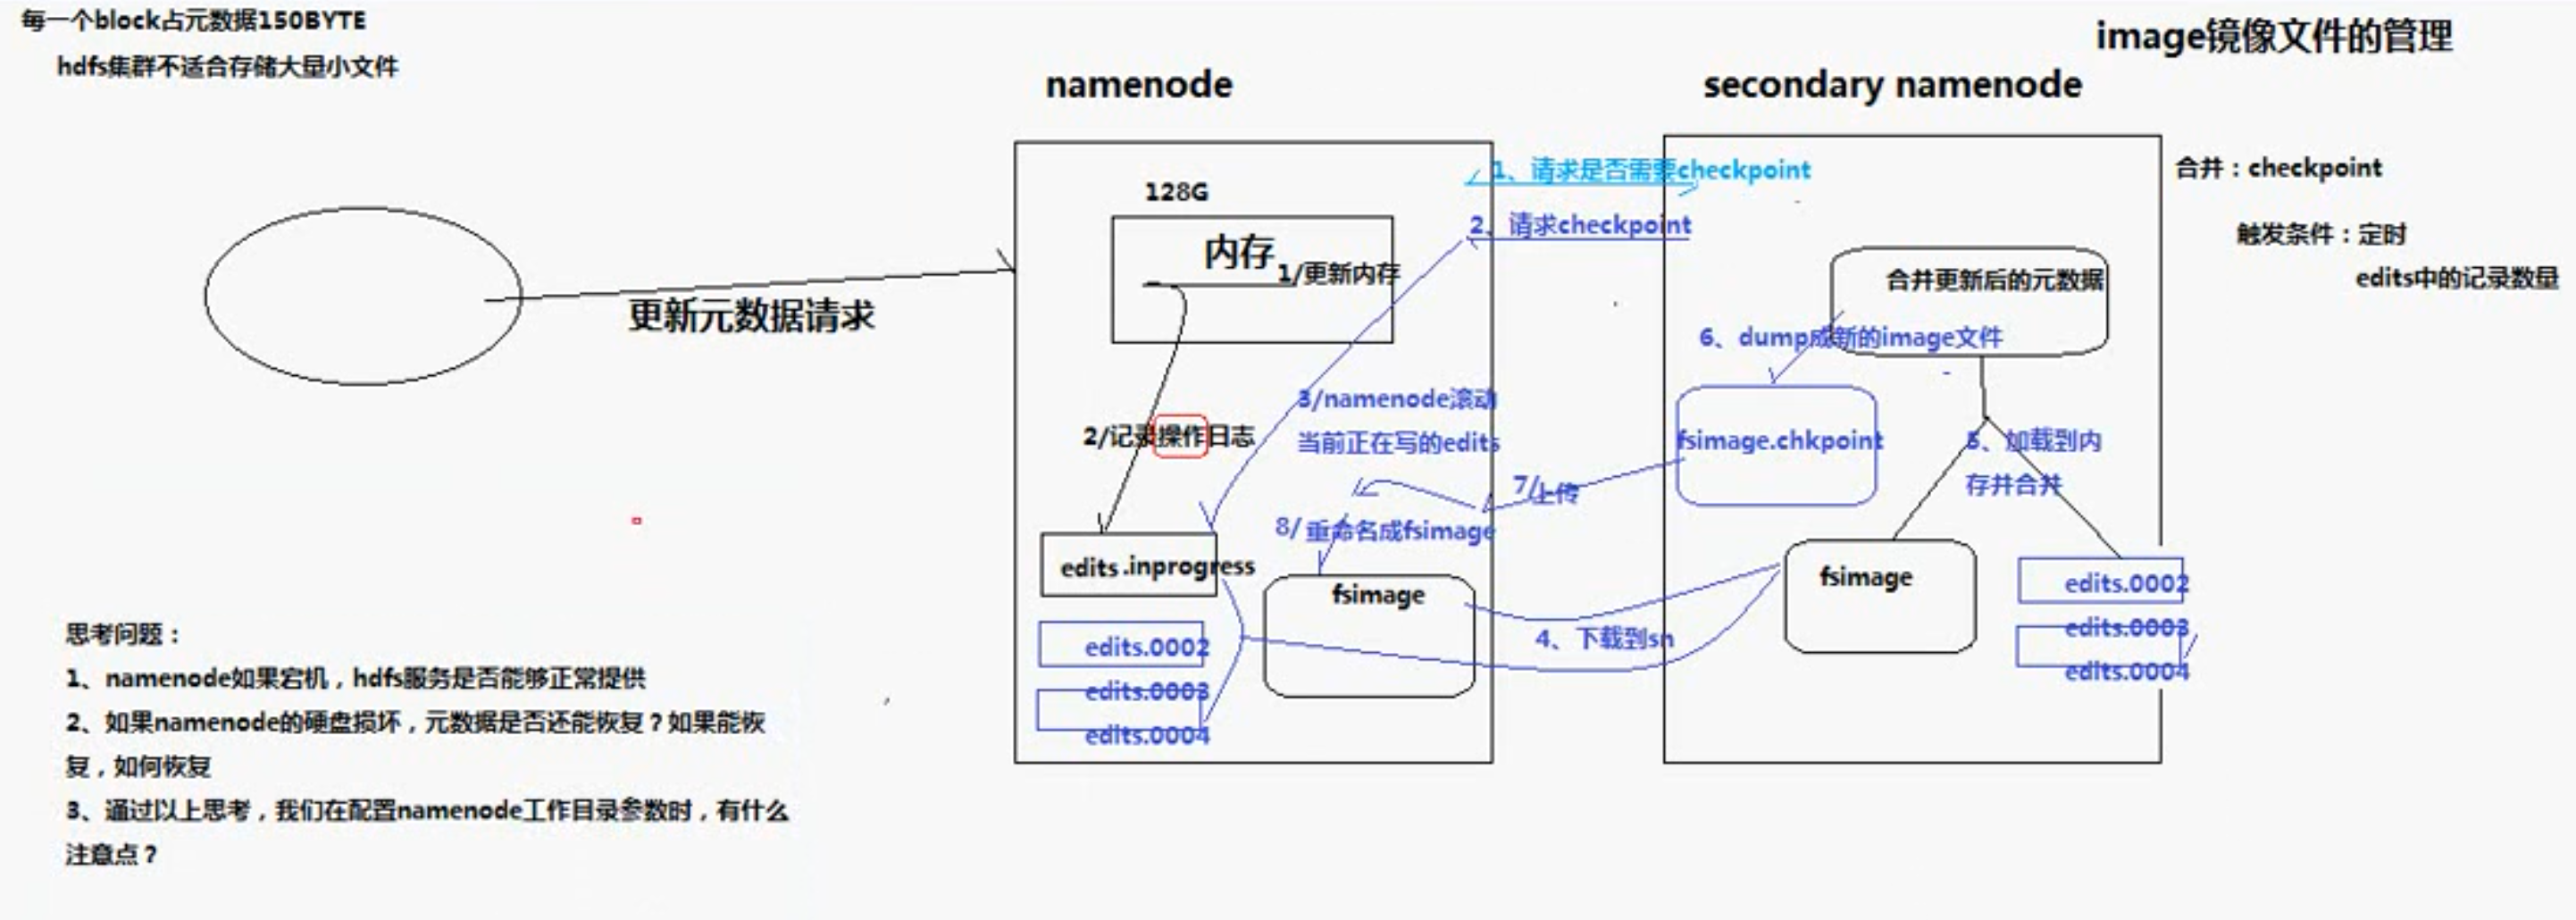 每一个block占元数据150BYTE
hdfs集群不适合存储大量小文件
image镜像文件的管理
namenode
secondary namenode
1、请求是否需要checkpoint
合并：checkpoint
128G
2、请求checkpoint
触发条件：定时
内存
1/更新内存
合并更新后的元数据
edits中的记录数量
更新元数据请求
6、dump成新的image文件
3/namenode滚动
当前正在写的edits
2/记录操作日志
fsimage.chkpoint
5、加载到内
存并合并
7/上传
8/重命名成fsimage
edits.inprogress
fsimage
fsimage
edits.0002
edits.0003
edits.0004
4、下载到sn
edits.0002
edits.0003
edits.0004
思考问题：
1、namenode如果宕机，hdfs服务是否能够正常提供
2、如果namenode的硬盘损坏，元数据是否还能恢复？如果能恢
复，如何恢复
3、通过以上思考，我们在配置namenode工作目录参数时，有什么
注意点？